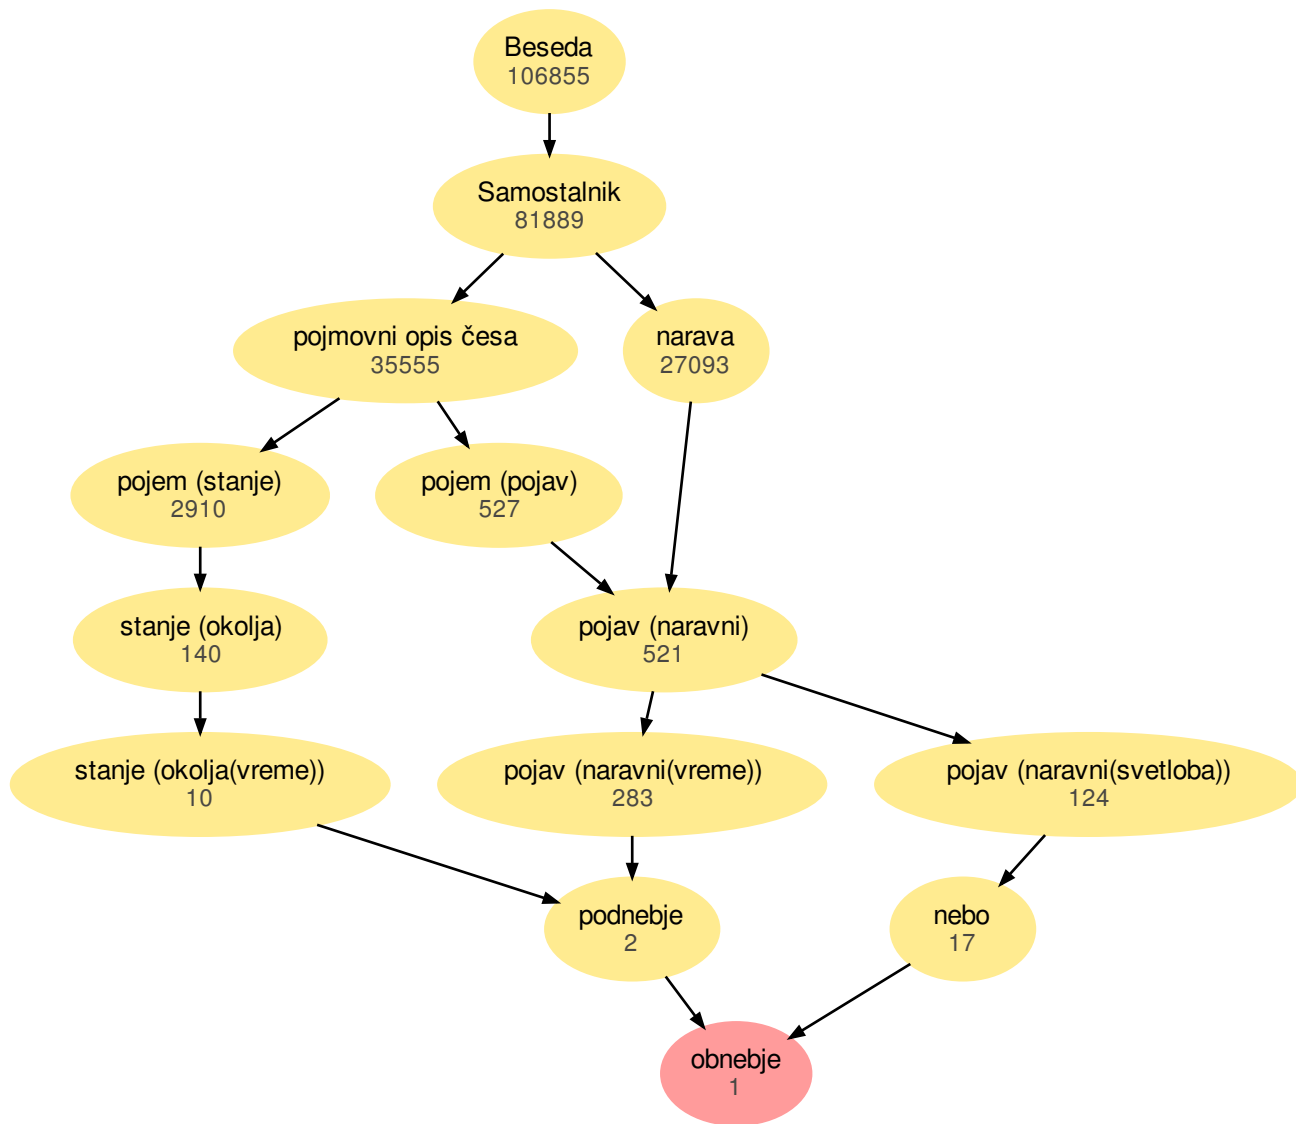 Beseda
106855
Samostalnik
81889
pojmovni opis česa
35555
narava
27093
pojem (stanje)
2910
pojem (pojav)
527
stanje (okolja)
140
pojav (naravni)
521
stanje (okolja(vreme))
10
pojav (naravni(vreme))
283
pojav (naravni(svetloba))
124
podnebje
2
nebo
17
obnebje
1